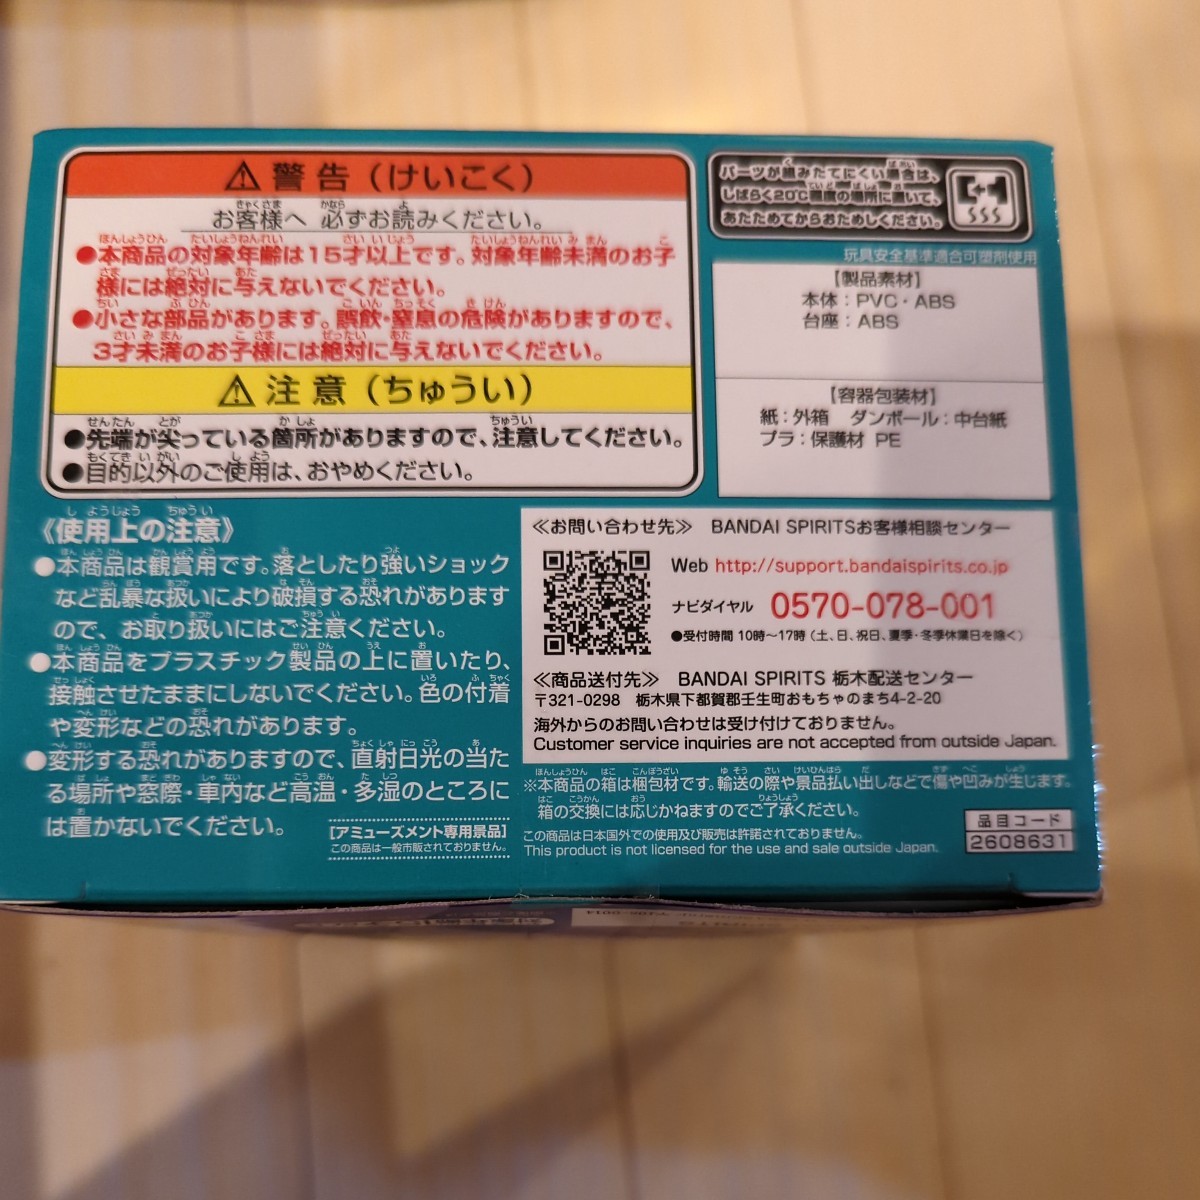 警告（けいこく）
お客様へ 必ずお読みください。
●本商品の対象年齢は15才以上です。対象年齢未満のお子
様には絶対に与えないでください。
●小さな部品があります。誤飲・窒息の危険がありますので、
3才未満のお子様には絶対に与えないでください。
注意（ちゅうい）
●先端が尖っている箇所がありますので、注意してください。
●目的以外のご使用は、おやめください。
パーツが組みたてにくい場合は、
しばらく20℃程度の場所に置いて、
あたためてからおためしください。
玩具安全基準適合可塑剤使用
【製品素材】
本体：PVC・ABS
台座：ABS
【容器包装材】
紙：外箱 ダンボール：中台紙
プラ：保護材 PE
《使用上の注意》
●本商品は観賞用です。落としたり強いショック
など乱暴な扱いにより破損する恐れがあります
ので、お取り扱いにはご注意ください。
●本商品をプラスチック製品の上に置いたり、
接触させたままにしないでください。色の付着
や変形などの恐れがあります。
●変形する恐れがありますので、直射日光の当た
る場所や窓際・車内など高温・多湿のところに
は置かないでください。
［アミューズメント専用景品］
この商品は一般市販されておりません。
≪お問い合わせ先≫ BANDAI SPIRITSお客様相談センター
Web http://support.bandaispirits.co.jp
ナビダイヤル 0570-078-001
●受付時間 10時～17時（土、日、祝日、夏季・冬季休業日を除く）
≪商品送付先≫ BANDAI SPIRITS 栃木配送センター
〒321-0298 栃木県下都賀郡壬生町おもちゃのまち4-2-20
海外からのお問い合わせは受け付けておりません。
Customer service inquiries are not accepted from outside Japan.
※本商品の箱は梱包材です。輸送の際や景品払い出しなどで傷や凹みが生じます。
箱の交換には応じかねますのでご了承ください。
この商品は日本国外での使用及び販売は許諾されておりません。
This product is not licensed for the use and sale outside Japan.
品目コード
2608631